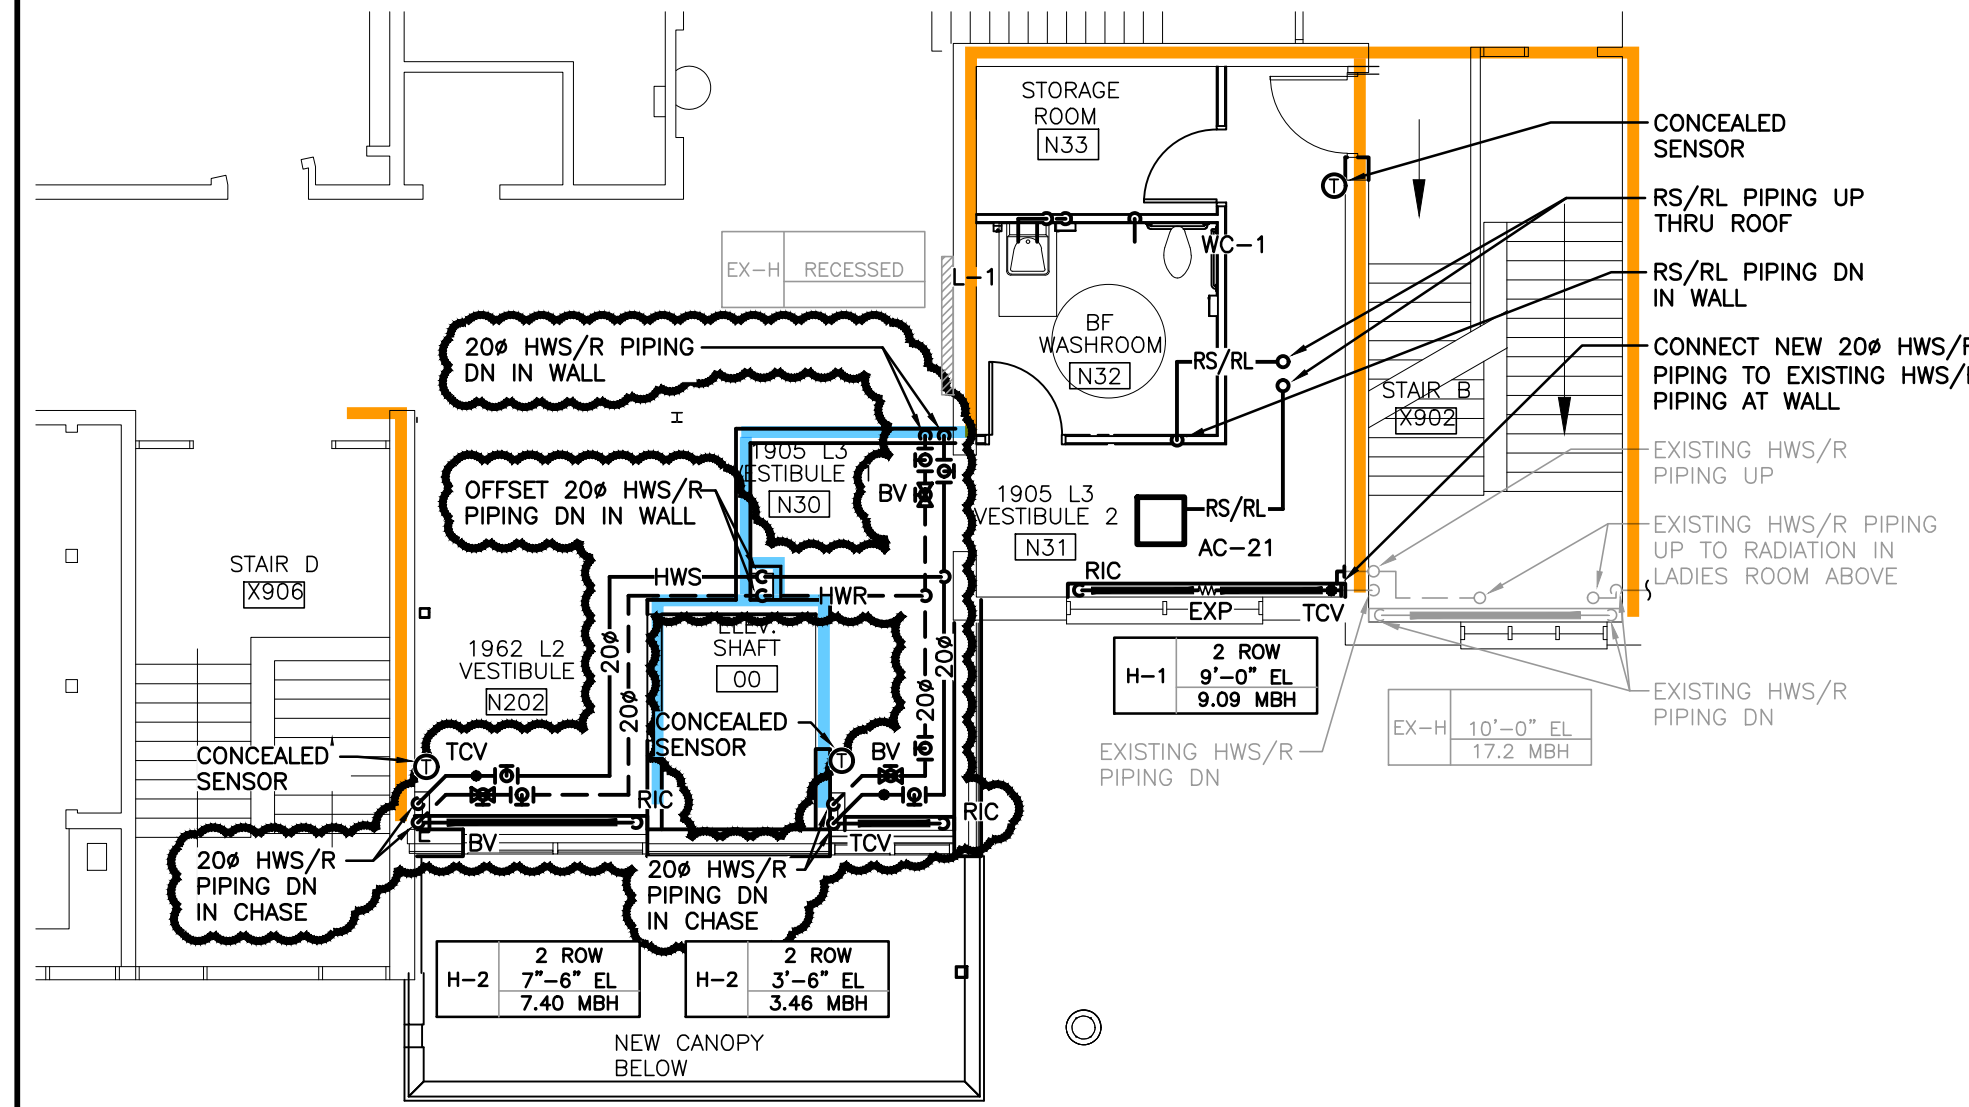 STORAGE
ROOM
N33
CONCEALED
SENSOR
RS/RL PIPING UP
THRU ROOF
WC-1
EX-H RECESSED
L-1
RS/RL PIPING DN
IN WALL
BF
WASHROOM
N32
RS/RL
20ø HWS/R PIPING
DN IN WALL
CONNECT NEW 20ø HWS/R
PIPING TO EXISTING HWS/
PIPING AT WALL
STAIR B
X902
1905 L3
VESTIBULE 1
N30
BV
EXISTING HWS/R
PIPING UP
OFFSET 20ø HWS/R
PIPING DN IN WALL
1905 L3
VESTIBULE 2
N31
RS/RL
AC-21
EXISTING HWS/R PIPING
UP TO RADIATION IN
LADIES ROOM ABOVE
STAIR D
X906
HWS
HWR
RIC
EXP
TCV
ELEV.
SHAFT
00
1962 L2
VESTIBULE
N202
20ø
20ø
20ø
20ø
H-1
2 ROW
9'-0" EL
9.09 MBH
EX-H
10'-0" EL
17.2 MBH
EXISTING HWS/R
PIPING DN
EXISTING HWS/R
PIPING DN
CONCEALED
SENSOR
T
CONCEALED
SENSOR
T
T
TCV
BV
RIC
RIC
BV
TCV
20ø HWS/R
PIPING DN
IN CHASE
20ø HWS/R
PIPING DN
IN CHASE
H-2
2 ROW
7"-6" EL
7.40 MBH
H-2
2 ROW
3'-6" EL
3.46 MBH
NEW CANOPY
BELOW